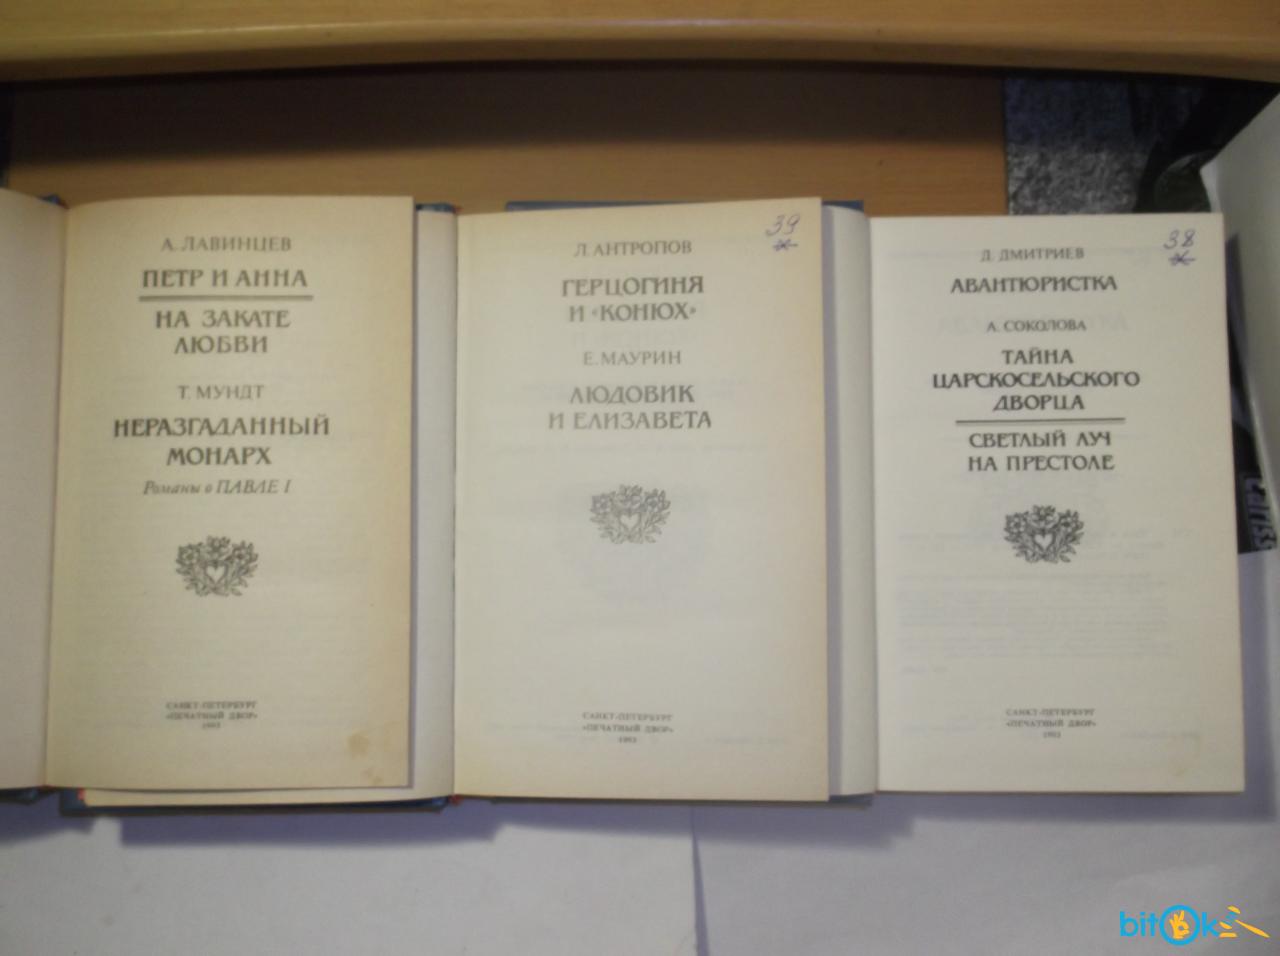 А. ЛАВИНЦЕВ
ПЕТР И АННА
НА ЗАКАТЕ
ЛЮБВИ
Т. МУНДТ
НЕРАЗГАДАННЫЙ
МОНАРХ
Романы о ПАВЛЕ I
САНКТ-ПЕТЕРБУРГ
«ПЕЧАТНЫЙ ДВОР»
1993
39
Л. АНТРОПОВ
ГЕРЦОГИНЯ
И «КОНЮХ»
Е. МАУРИН
ЛЮДОВИК
И ЕЛИЗАВЕТА
САНКТ-ПЕТЕРБУРГ
«ПЕЧАТНЫЙ ДВОР»
1993
38
Д. ДМИТРИЕВ
АВАНТЮРИСТКА
А. СОКОЛОВА
ТАЙНА
ЦАРСКОСЕЛЬСКОГО
ДВОРЦА
СВЕТЛЫЙ ЛУЧ
НА ПРЕСТОЛЕ
САНКТ-ПЕТЕРБУРГ
«ПЕЧАТНЫЙ ДВОР»
1993
bitOk